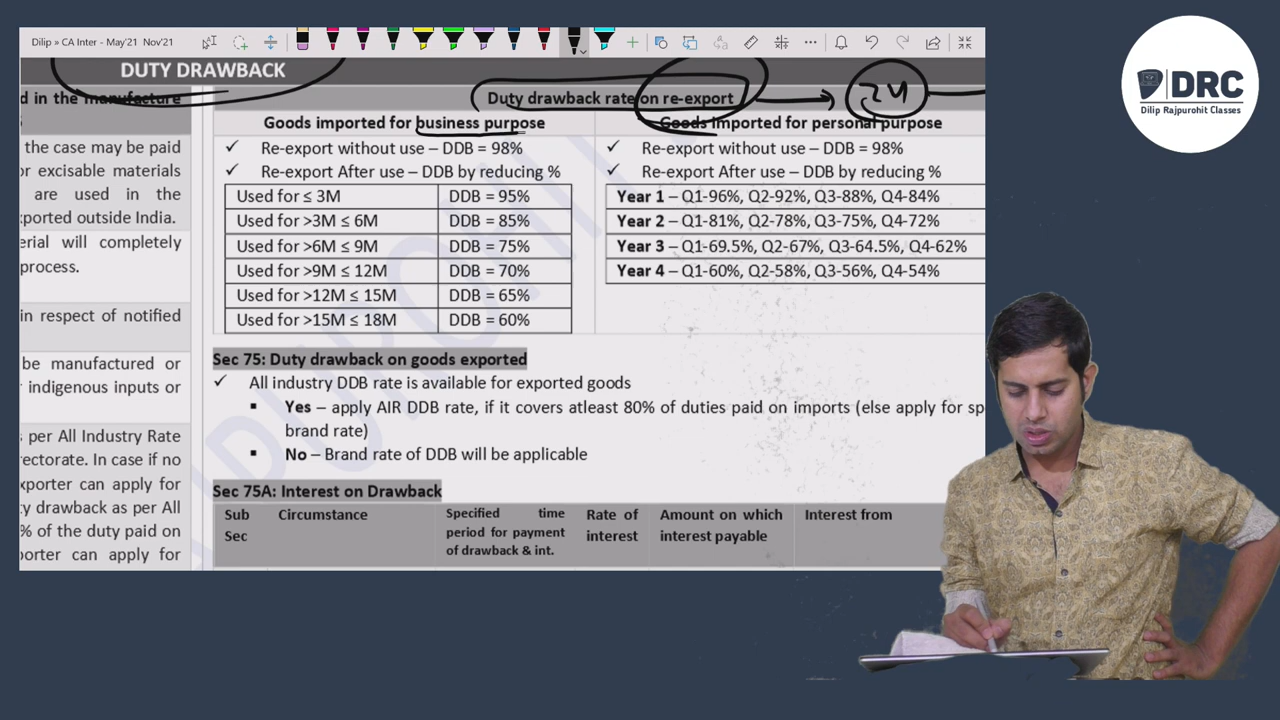 Dilip » CA Inter - May'21 Nov'21
DUTY DRAWBACK
d in the manufacture
the case may be paid
or excisable materials
are used in the
xported outside India.
erial will completely
process.
in respect of notified
be manufactured or
indigenous inputs or
s per All Industry Rate
rectorate. In case if no
xporter can apply for
ty drawback as per All
% of the duty paid on
porter can apply for
Duty drawback rate on re-export
24
Goods imported for business purpose
✓ Re-export without use – DDB = 98%
✓ Re-export After use – DDB by reducing %
Used for ≤ 3M DDB = 95%
Used for >3M ≤ 6M DDB = 85%
Used for >6M ≤ 9M DDB = 75%
Used for >9M ≤ 12M DDB = 70%
Used for >12M ≤ 15M DDB = 65%
Used for >15M ≤ 18M DDB = 60%
Goods imported for personal purpose
✓ Re-export without use – DDB = 98%
✓ Re-export After use – DDB by reducing %
Year 1 – Q1-96%, Q2-92%, Q3-88%, Q4-84%
Year 2 – Q1-81%, Q2-78%, Q3-75%, Q4-72%
Year 3 – Q1-69.5%, Q2-67%, Q3-64.5%, Q4-62%
Year 4 – Q1-60%, Q2-58%, Q3-56%, Q4-54%
Sec 75: Duty drawback on goods exported
✓ All industry DDB rate is available for exported goods
▪ Yes – apply AIR DDB rate, if it covers atleast 80% of duties paid on imports (else apply for sp
brand rate)
▪ No – Brand rate of DDB will be applicable
Sec 75A: Interest on Drawback
Sub
Sec
Circumstance
Specified time
period for payment
of drawback & int.
Rate of
interest
Amount on which
interest payable
Interest from
DRC
Dilip Rajpurohit Classes